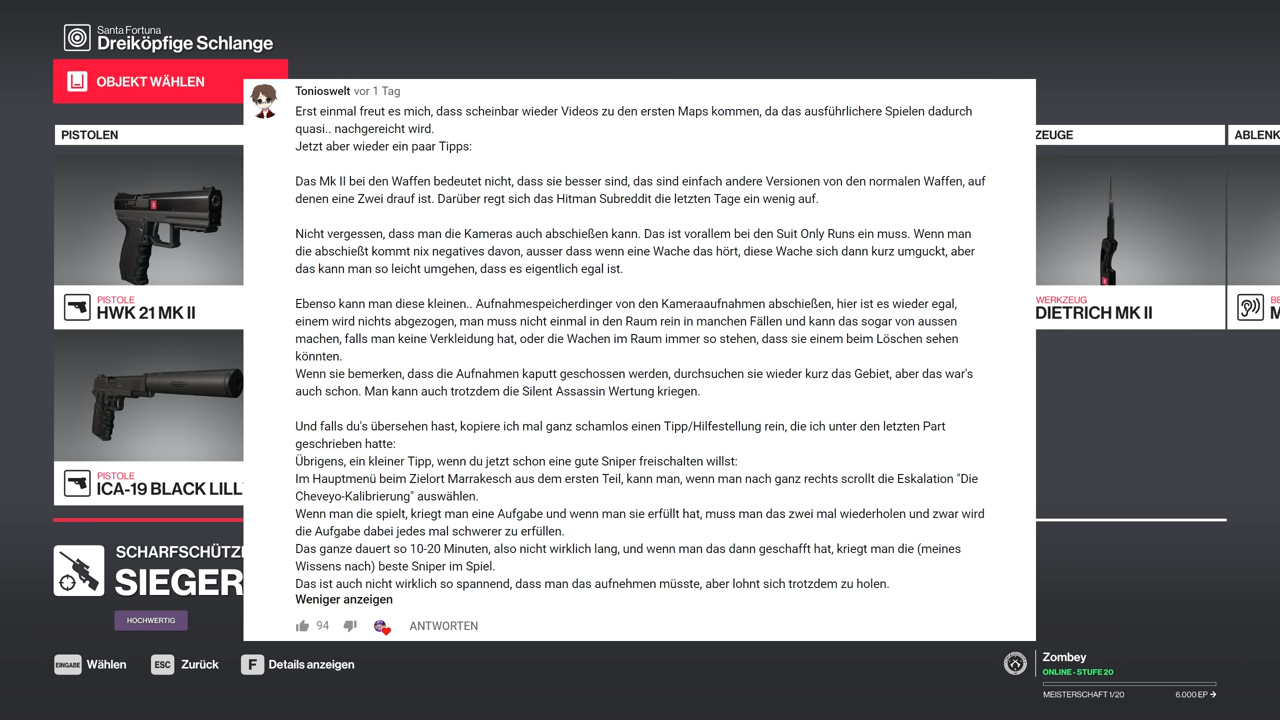 Santa Fortuna
Dreiköpfige Schlange
OBJEKT WÄHLEN
PISTOLEN
ZEUGE
ABLENK
PISTOLE
HWK 21 MK II
PISTOLE
ICA-19 BLACK LILL
WERKZEUG
DIETRICH MK II
BE
M
SCHARFSCHÜTZ
SIEGER
HOCHWERTIG
Tonioswelt vor 1 Tag
Erst einmal freut es mich, dass scheinbar wieder Videos zu den ersten Maps kommen, da das ausführlichere Spielen dadurch
quasi.. nachgereicht wird.
Jetzt aber wieder ein paar Tipps:
Das Mk II bei den Waffen bedeutet nicht, dass sie besser sind, das sind einfach andere Versionen von den normalen Waffen, auf
denen eine Zwei drauf ist. Darüber regt sich das Hitman Subreddit die letzten Tage ein wenig auf.
Nicht vergessen, dass man die Kameras auch abschießen kann. Das ist vorallem bei den Suit Only Runs ein muss. Wenn man
die abschießt kommt nix negatives davon, ausser dass wenn eine Wache das hört, diese Wache sich dann kurz umguckt, aber
das kann man so leicht umgehen, dass es eigentlich egal ist.
Ebenso kann man diese kleinen.. Aufnahmespeicherdinger von den Kameraaufnahmen abschießen, hier ist es wieder egal,
einem wird nichts abgezogen, man muss nicht einmal in den Raum rein in manchen Fällen und kann das sogar von aussen
machen, falls man keine Verkleidung hat, oder die Wachen im Raum immer so stehen, dass sie einem beim Löschen sehen
könnten.
Wenn sie bemerken, dass die Aufnahmen kaputt geschossen werden, durchsuchen sie wieder kurz das Gebiet, aber das war's
auch schon. Man kann auch trotzdem die Silent Assassin Wertung kriegen.
Und falls du's übersehen hast, kopiere ich mal ganz schamlos einen Tipp/Hilfestellung rein, die ich unter den letzten Part
geschrieben hatte:
Übrigens, ein kleiner Tipp, wenn du jetzt schon eine gute Sniper freischalten willst:
Im Hauptmenü beim Zielort Marrakesch aus dem ersten Teil, kann man, wenn man nach ganz rechts scrollt die Eskalation "Die
Cheveyo-Kalibrierung" auswählen.
Wenn man die spielt, kriegt man eine Aufgabe und wenn man sie erfüllt hat, muss man das zwei mal wiederholen und zwar wird
die Aufgabe dabei jedes mal schwerer zu erfüllen.
Das ganze dauert so 10-20 Minuten, also nicht wirklich lang, und wenn man das dann geschafft hat, kriegt man die (meines
Wissens nach) beste Sniper im Spiel.
Das ist auch nicht wirklich so spannend, dass man das aufnehmen müsste, aber lohnt sich trotzdem zu holen.
Weniger anzeigen
94 ANTWORTEN
EINGABE Wählen ESC Zurück F Details anzeigen
Zombey
ONLINE - STUFE 20
MEISTERSCHAFT 1/20 6.000 EP